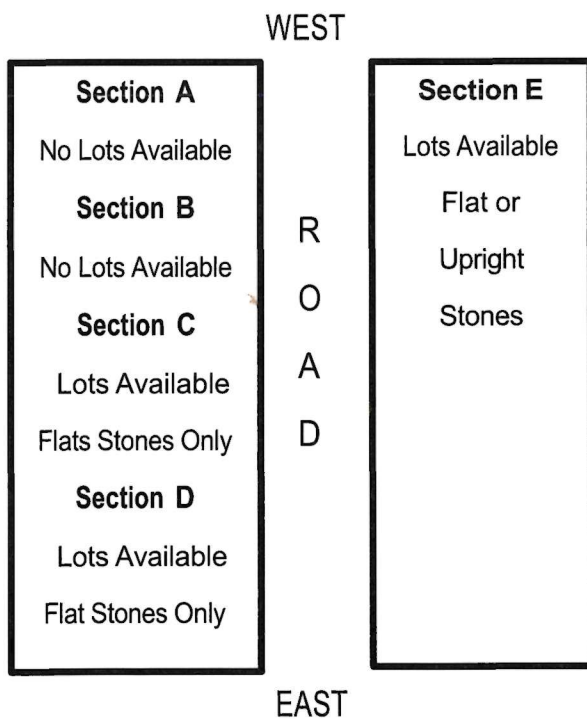 WEST
Section A
No Lots Available
Section B
No Lots Available
Section C
Lots Available
Flats Stones Only
Section D
Lots Available
Flat Stones Only
R
O
A
D
Section E
Lots Available
Flat or
Upright
Stones
EAST